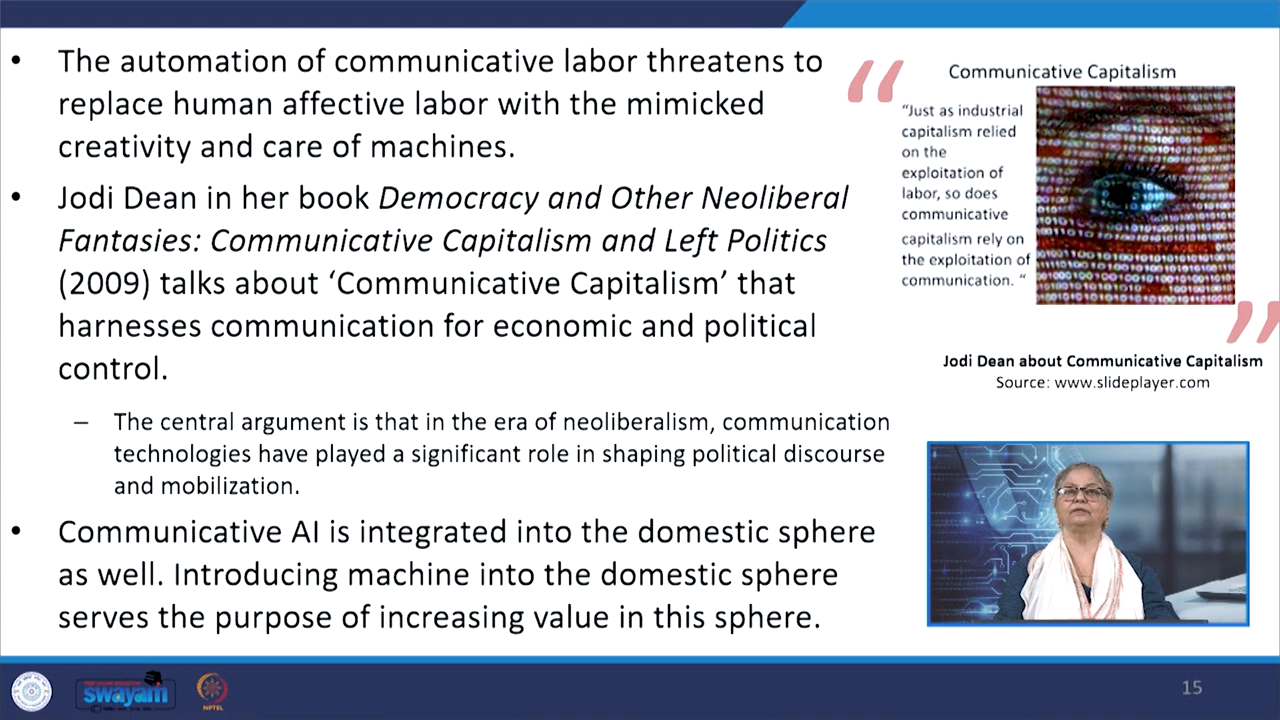 • The automation of communicative labor threatens to
replace human affective labor with the mimicked
creativity and care of machines.
• Jodi Dean in her book Democracy and Other Neoliberal
Fantasies: Communicative Capitalism and Left Politics
(2009) talks about ‘Communicative Capitalism’ that
harnesses communication for economic and political
control.
– The central argument is that in the era of neoliberalism, communication
technologies have played a significant role in shaping political discourse
and mobilization.
• Communicative AI is integrated into the domestic sphere
as well. Introducing machine into the domestic sphere
serves the purpose of increasing value in this sphere.
“
Communicative Capitalism
“Just as industrial
capitalism relied
on the
exploitation of
labor, so does
communicative
capitalism rely on
the exploitation of
communication. “
”
Jodi Dean about Communicative Capitalism
Source: www.slideplayer.com
swayam
NPTEL
15